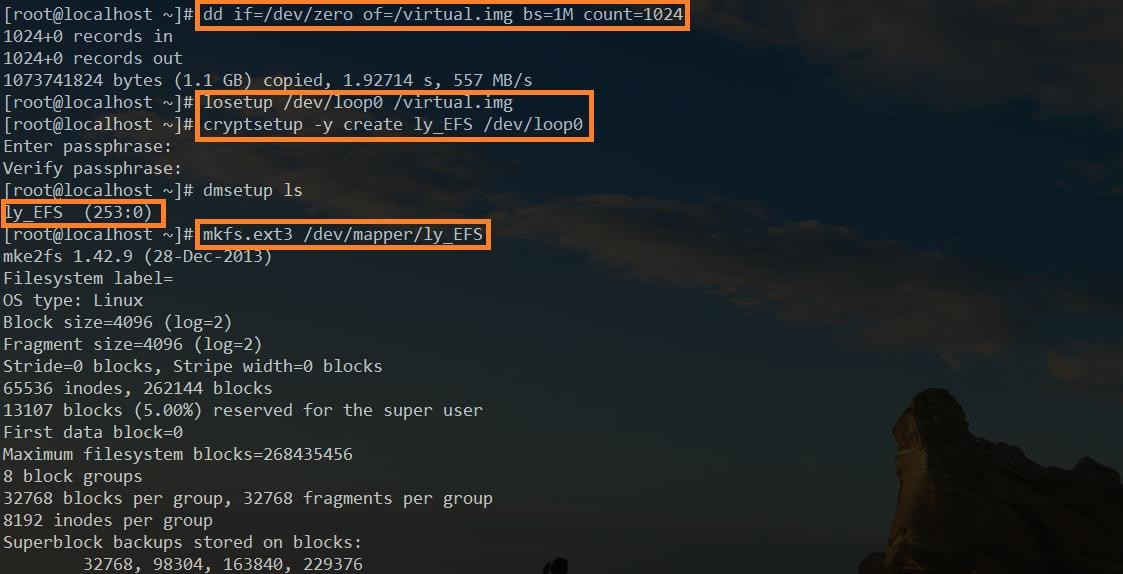 [root@localhost ~]# dd if=/dev/zero of=/virtual.img bs=1M count=1024
1024+0 records in
1024+0 records out
1073741824 bytes (1.1 GB) copied, 1.92714 s, 557 MB/s
[root@localhost ~]# losetup /dev/loop0 /virtual.img
[root@localhost ~]# cryptsetup -y create ly_EFS /dev/loop0
Enter passphrase:
Verify passphrase:
[root@localhost ~]# dmsetup ls
ly_EFS  (253:0)
[root@localhost ~]# mkfs.ext3 /dev/mapper/ly_EFS
mke2fs 1.42.9 (28-Dec-2013)
Filesystem label=
OS type: Linux
Block size=4096 (log=2)
Fragment size=4096 (log=2)
Stride=0 blocks, Stripe width=0 blocks
65536 inodes, 262144 blocks
13107 blocks (5.00%) reserved for the super user
First data block=0
Maximum filesystem blocks=268435456
8 block groups
32768 blocks per group, 32768 fragments per group
8192 inodes per group
Superblock backups stored on blocks:
        32768, 98304, 163840, 229376